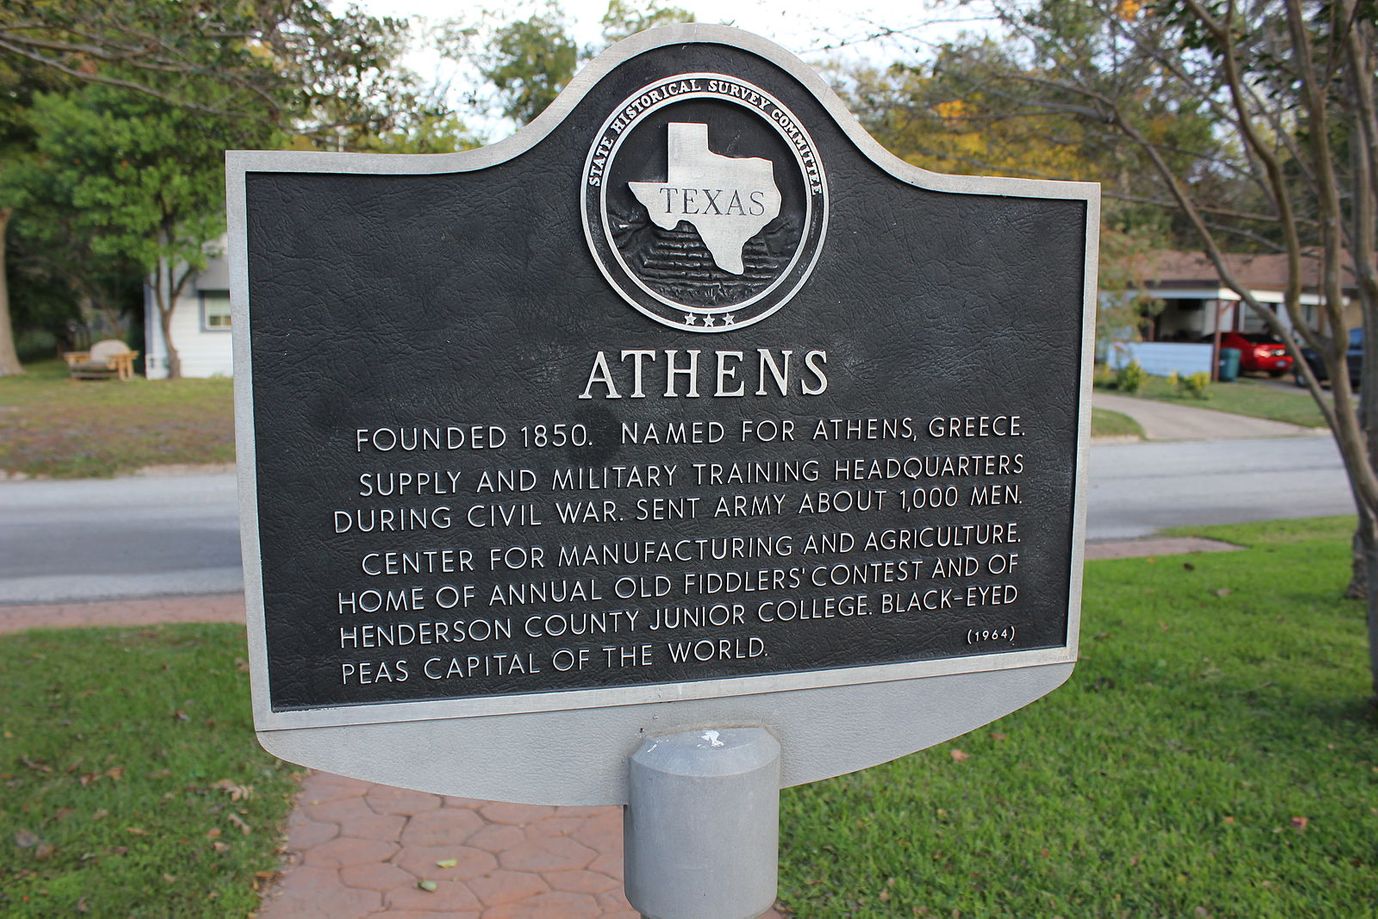 STATE HISTORICAL SURVEY COMMITTEE
TEXAS
ATHENS
FOUNDED 1850. NAMED FOR ATHENS, GREECE.
SUPPLY AND MILITARY TRAINING HEADQUARTERS
DURING CIVIL WAR. SENT ARMY ABOUT 1,000 MEN.
CENTER FOR MANUFACTURING AND AGRICULTURE.
HOME OF ANNUAL OLD FIDDLERS' CONTEST AND OF
HENDERSON COUNTY JUNIOR COLLEGE. BLACK-EYED
PEAS CAPITAL OF THE WORLD.
(1964)